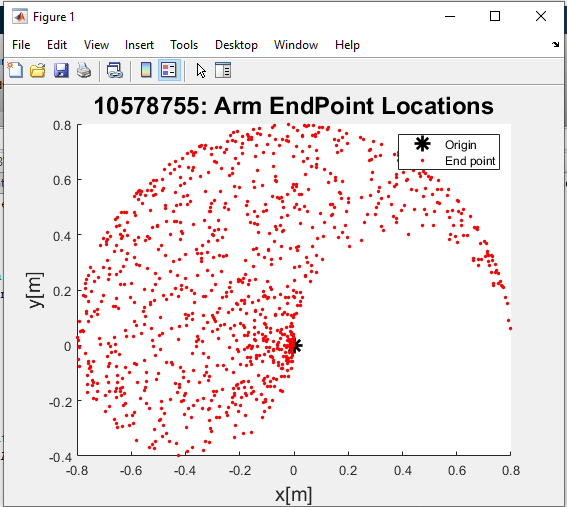 Figure 1
File Edit View Insert Tools Desktop Window Help
10578755: Arm EndPoint Locations
Origin
End point
0.8
0.6
0.4
0.2
0
-0.2
-0.4
y[m]
-0.8 -0.6 -0.4 -0.2 0 0.2 0.4 0.6 0.8
x[m]